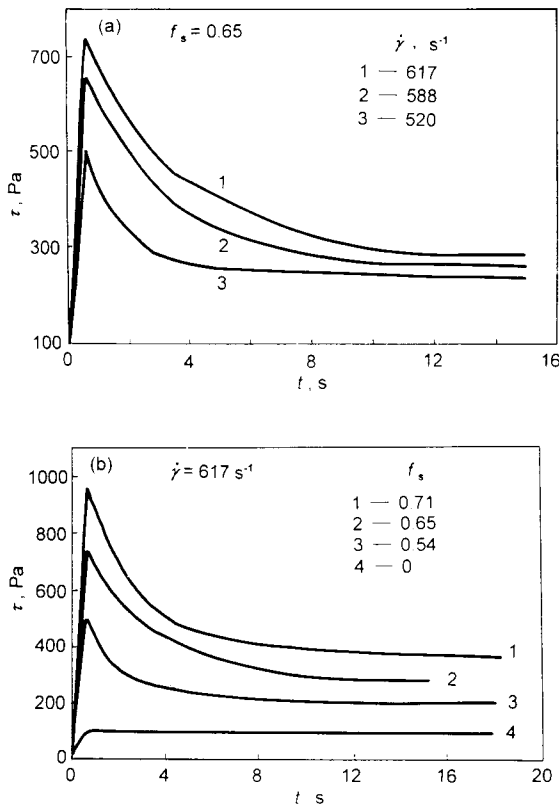 (a)
f s = 0.65
γ̇ , s-1
1 — 617
2 — 588
3 — 520
700
500
300
100
τ , Pa
1
2
3
0
4
8
12
16
t , s
(b)
γ̇ = 617 s-1
f s
1 — 0.71
2 — 0.65
3 — 0.54
4 — 0
1000
800
600
400
200
0
τ , Pa
1
2
3
4
0
4
8
12
16
20
t s